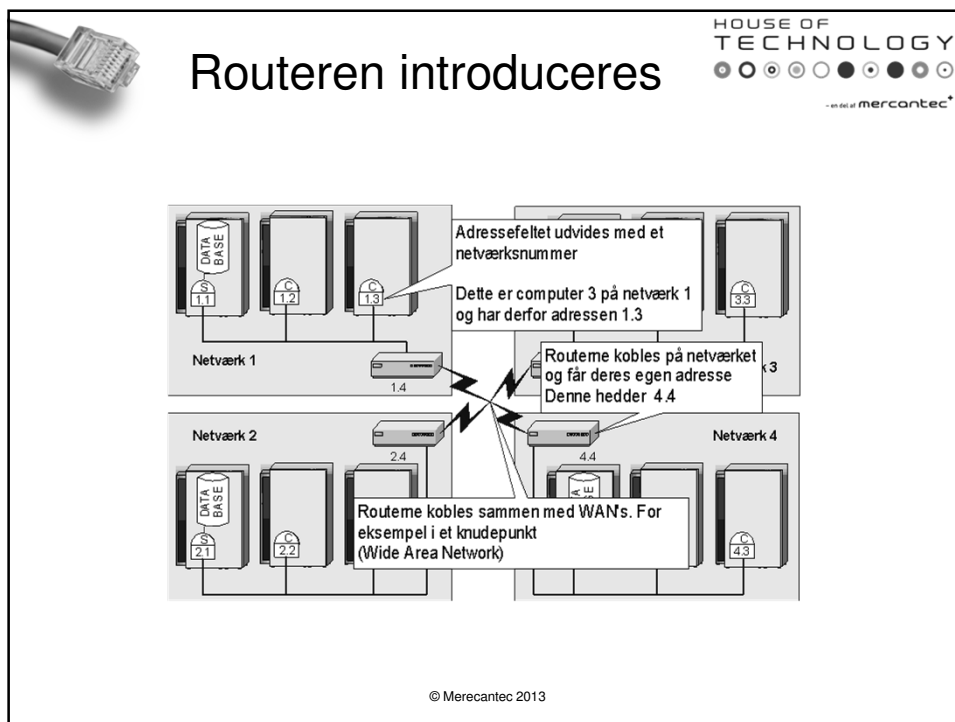 Routeren introduceres
HOUSE OF
TECHNOLOGY
- en del af mercantec+
DATA
BASE
S
1.1
C
1.2
C
1.3
Adressefeltet udvides med et
netværksnummer
Dette er computer 3 på netværk 1
og har derfor adressen 1.3
C
3.3
Netværk 1
1.4
Routerne kobles på netværket
og får deres egen adresse
Denne hedder 4.4
k 3
Netværk 2
2.4
4.4
Netværk 4
DATA
BASE
S
2.1
C
2.2
Routerne kobles sammen med WAN's. For
eksempel i et knudepunkt
(Wide Area Network)
C
4.3
© Merecantec 2013